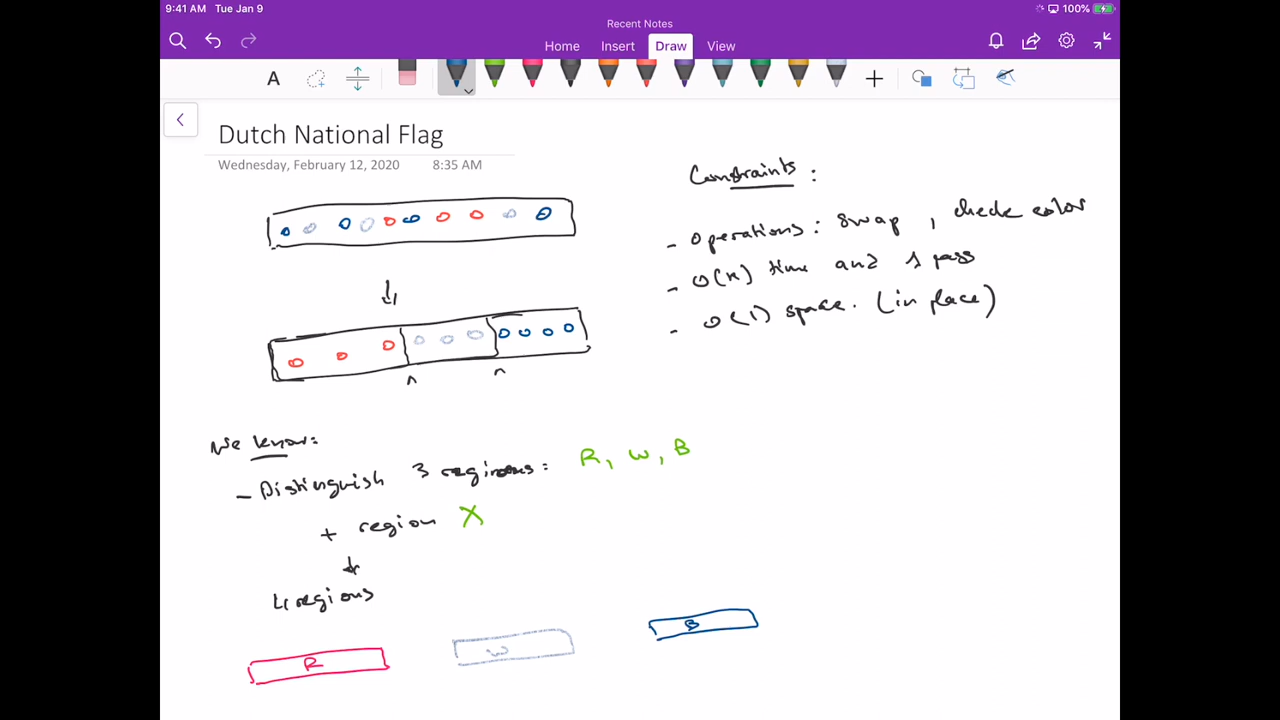 9:41 AM Tue Jan 9
100%
Recent Notes
Home Insert Draw View
A
Dutch National Flag
Wednesday, February 12, 2020 8:35 AM
Constraints :
- Operations : swap , check color
- O(n) time and 1 pass
- O(1) space. (in place)
We know:
- Distinguish 3 regions: R, W, B
+ region X
4 regions
R
W
B